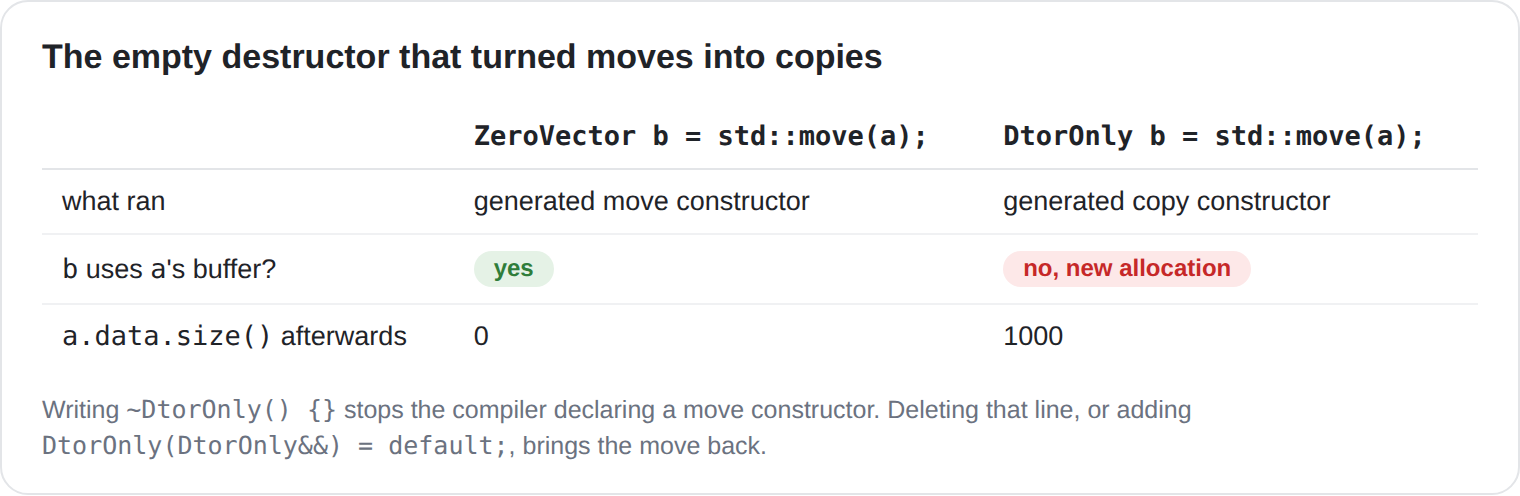 The empty destructor that turned moves into copies
ZeroVector b = std::move(a); DtorOnly b = std::move(a);
what ran generated move constructor generated copy constructor
b uses a's buffer? yes no, new allocation
a.data.size() afterwards 0 1000
Writing ~DtorOnly() {} stops the compiler declaring a move constructor. Deleting that line, or adding
DtorOnly(DtorOnly&&) = default;, brings the move back.